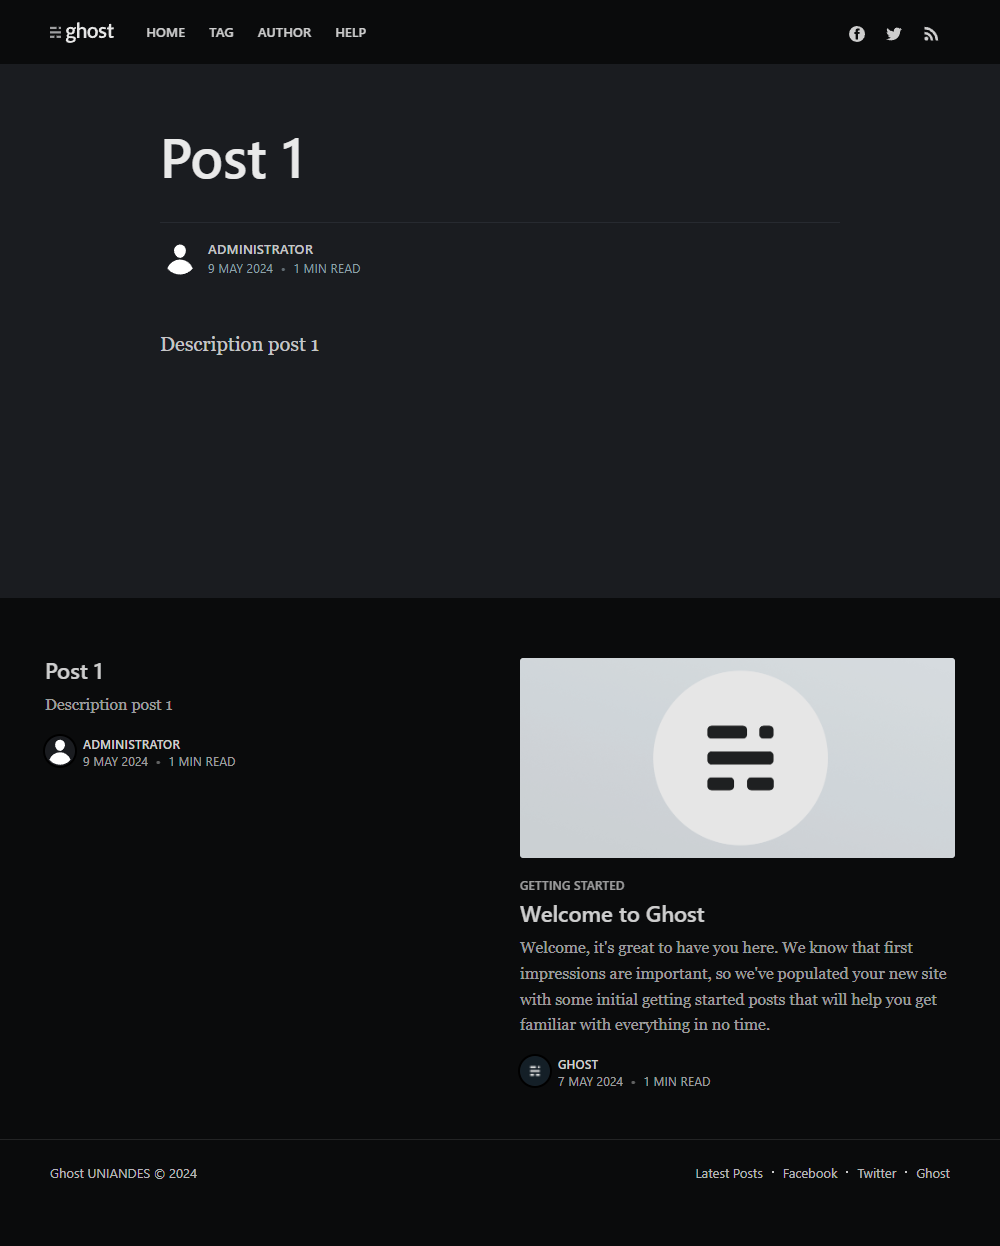 ghost HOME TAG AUTHOR HELP
Post 1
ADMINISTRATOR
9 MAY 2024 • 1 MIN READ
Description post 1
Post 1
Description post 1
ADMINISTRATOR
9 MAY 2024 • 1 MIN READ
GETTING STARTED
Welcome to Ghost
Welcome, it's great to have you here. We know that first
impressions are important, so we've populated your new site
with some initial getting started posts that will help you get
familiar with everything in no time.
GHOST
7 MAY 2024 • 1 MIN READ
Ghost UNIANDES © 2024
Latest Posts · Facebook · Twitter · Ghost